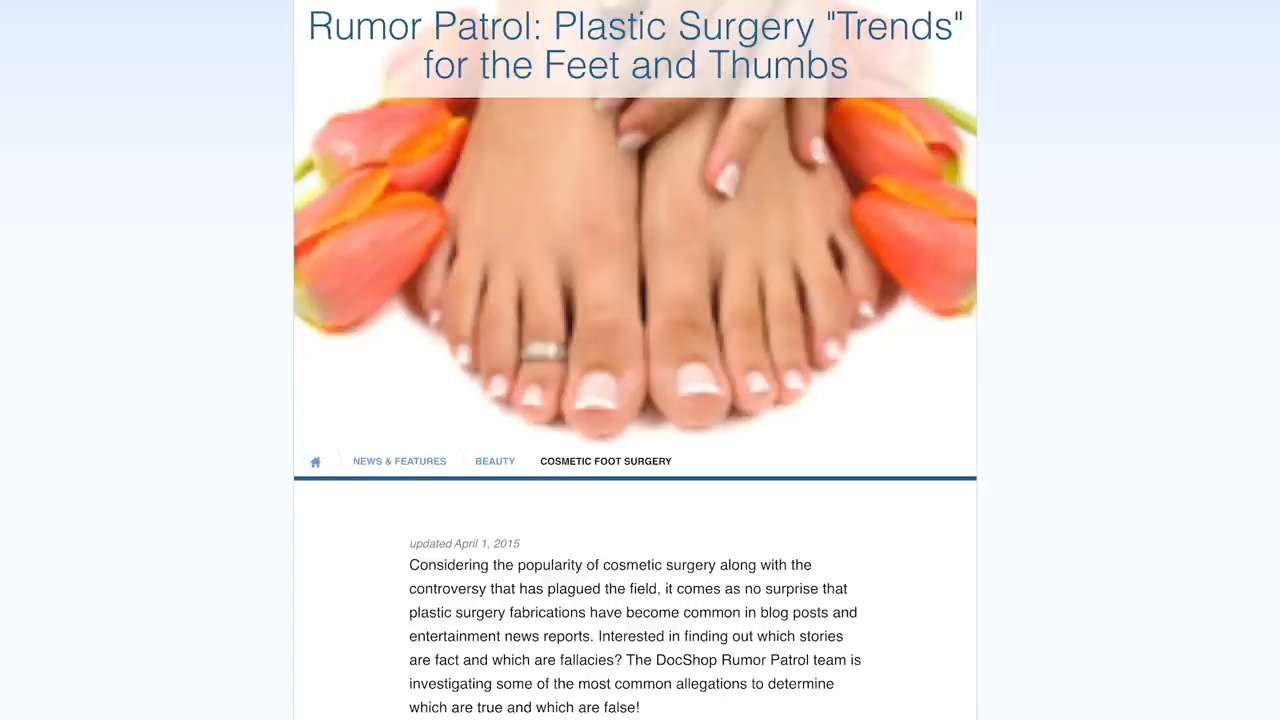 Rumor Patrol: Plastic Surgery "Trends"
for the Feet and Thumbs
NEWS & FEATURES BEAUTY COSMETIC FOOT SURGERY
updated April 1, 2015
Considering the popularity of cosmetic surgery along with the
controversy that has plagued the field, it comes as no surprise that
plastic surgery fabrications have become common in blog posts and
entertainment news reports. Interested in finding out which stories
are fact and which are fallacies? The DocShop Rumor Patrol team is
investigating some of the most common allegations to determine
which are true and which are false!